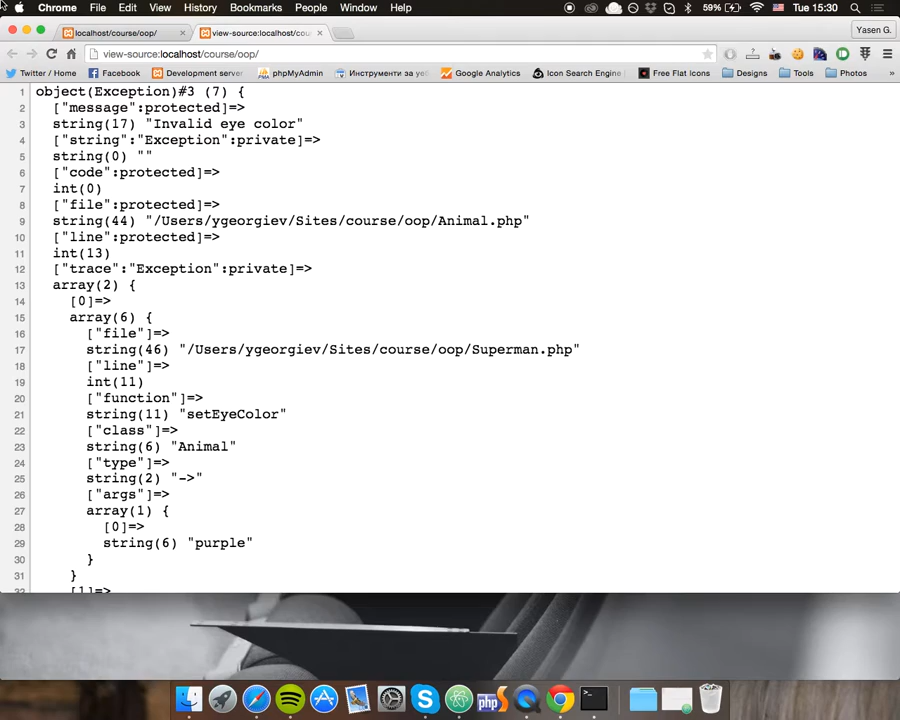 Chrome File Edit View History Bookmarks People Window Help 59% Tue 15:30
localhost/course/oop/ view-source:localhost/cou Yasen G.
view-source:localhost/course/oop/
Twitter / Home Facebook Development server phpMyAdmin Инструменти за уе Google Analytics Icon Search Engine Free Flat Icons Designs Tools Photos »
1 object(Exception)#3 (7) {
2 ["message":protected]=>
3 string(17) "Invalid eye color"
4 ["string":"Exception":private]=>
5 string(0) ""
6 ["code":protected]=>
7 int(0)
8 ["file":protected]=>
9 string(44) "/Users/ygeorgiev/Sites/course/oop/Animal.php"
10 ["line":protected]=>
11 int(13)
12 ["trace":"Exception":private]=>
13 array(2) {
14 [0]=>
15 array(6) {
16 ["file"]=>
17 string(46) "/Users/ygeorgiev/Sites/course/oop/Superman.php"
18 ["line"]=>
19 int(11)
20 ["function"]=>
21 string(11) "setEyeColor"
22 ["class"]=>
23 string(6) "Animal"
24 ["type"]=>
25 string(2) "->"
26 ["args"]=>
27 array(1) {
28 [0]=>
29 string(6) "purple"
30 }
31 }
32 [1]=>
php